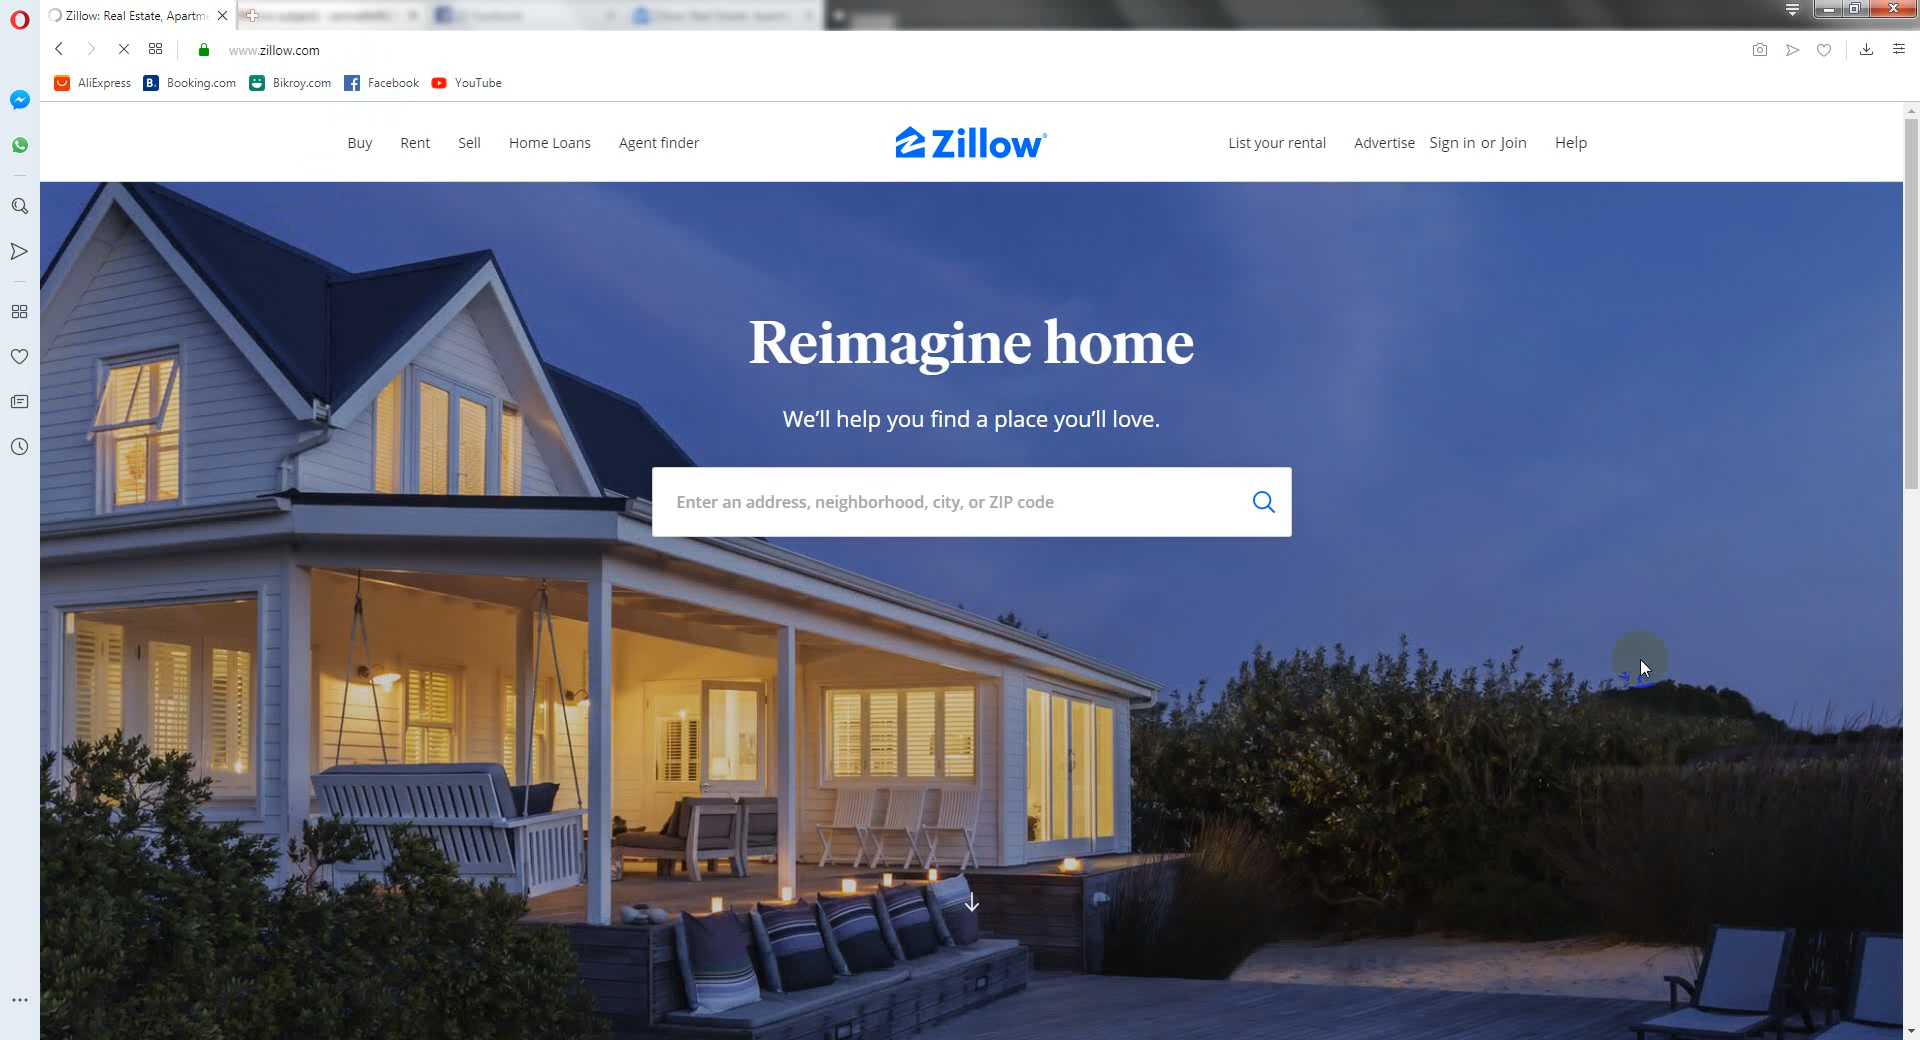 Zillow: Real Estate, Apartm
www.zillow.com
AliExpress
B. Booking.com
Bikroy.com
Facebook
YouTube
Buy
Rent
Sell
Home Loans
Agent finder
Zillow
List your rental
Advertise
Sign in or Join
Help
Reimagine home
We’ll help you find a place you’ll love.
Enter an address, neighborhood, city, or ZIP code